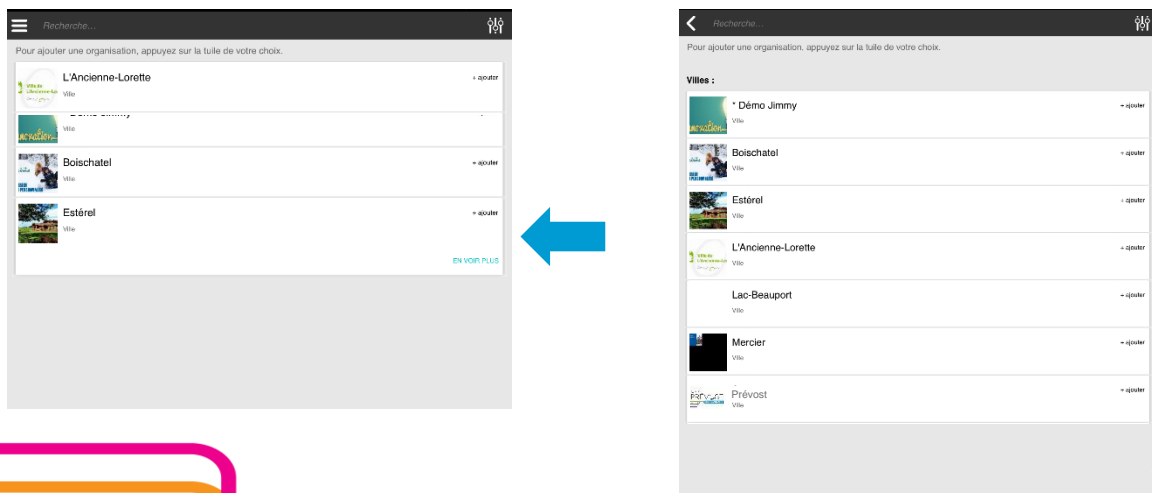 Recherche...
Pour ajouter une organisation, appuyez sur la tuile de votre choix.
L'Ancienne-Lorette
+ ajouter
Ville
Ville
Boischatel
+ ajouter
Ville
Estérel
+ ajouter
Ville
EN VOIR PLUS
Recherche...
Pour ajouter une organisation, appuyez sur la tuile de votre choix.
Villes :
* Démo Jimmy
+ ajouter
Ville
Boischatel
+ ajouter
Ville
Estérel
+ ajouter
Ville
L'Ancienne-Lorette
+ ajouter
Ville
Lac-Beauport
+ ajouter
Ville
Mercier
+ ajouter
Ville
PRÉVOST
Prévost
+ ajouter
Ville